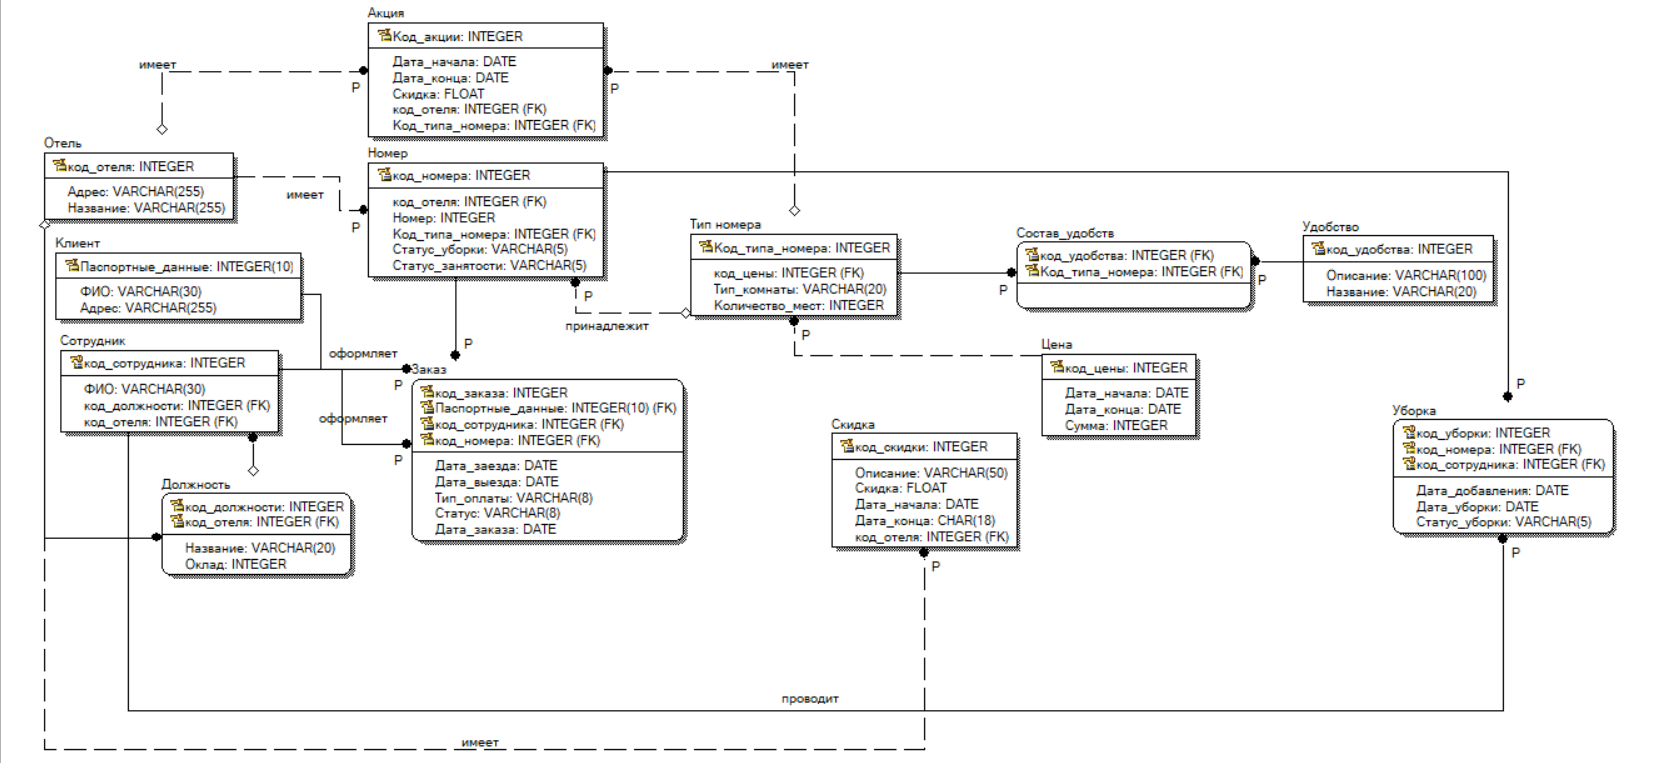 Акция
Код_акции: INTEGER
Дата_начала: DATE
Дата_конца: DATE
Скидка: FLOAT
код_отеля: INTEGER (FK)
Код_типа_номера: INTEGER (FK)
имеет
P
имеет
P
Отель
код_отеля: INTEGER
Адрес: VARCHAR(255)
Название: VARCHAR(255)
имеет
P
Номер
код_номера: INTEGER
код_отеля: INTEGER (FK)
Номер: INTEGER
Код_типа_номера: INTEGER (FK)
Статус_уборки: VARCHAR(5)
Статус_занятости: VARCHAR(5)
P
принадлежит
Тип номера
Код_типа_номера: INTEGER
код_цены: INTEGER (FK)
Тип_комнаты: VARCHAR(20)
Количество_мест: INTEGER
P
P
Состав_удобств
код_удобства: INTEGER (FK)
Код_типа_номера: INTEGER (FK)
P
Удобство
код_удобства: INTEGER
Описание: VARCHAR(100)
Название: VARCHAR(20)
Клиент
Паспортные_данные: INTEGER(10)
ФИО: VARCHAR(30)
Адрес: VARCHAR(255)
Сотрудник
код_сотрудника: INTEGER
ФИО: VARCHAR(30)
код_должности: INTEGER (FK)
код_отеля: INTEGER (FK)
оформляет
P
P
оформляет
P
Заказ
код_заказа: INTEGER
Паспортные_данные: INTEGER(10) (FK)
код_сотрудника: INTEGER (FK)
код_номера: INTEGER (FK)
Дата_заезда: DATE
Дата_выезда: DATE
Тип_оплаты: VARCHAR(8)
Статус: VARCHAR(8)
Дата_заказа: DATE
Цена
код_цены: INTEGER
Дата_начала: DATE
Дата_конца: DATE
Сумма: INTEGER
Скидка
код_скидки: INTEGER
Описание: VARCHAR(50)
Скидка: FLOAT
Дата_начала: DATE
Дата_конца: CHAR(18)
код_отеля: INTEGER (FK)
P
P
Уборка
код_уборки: INTEGER
код_номера: INTEGER (FK)
код_сотрудника: INTEGER (FK)
Дата_добавления: DATE
Дата_уборки: DATE
Статус_уборки: VARCHAR(5)
P
Должность
код_должности: INTEGER
код_отеля: INTEGER (FK)
Название: VARCHAR(20)
Оклад: INTEGER
проводит
имеет